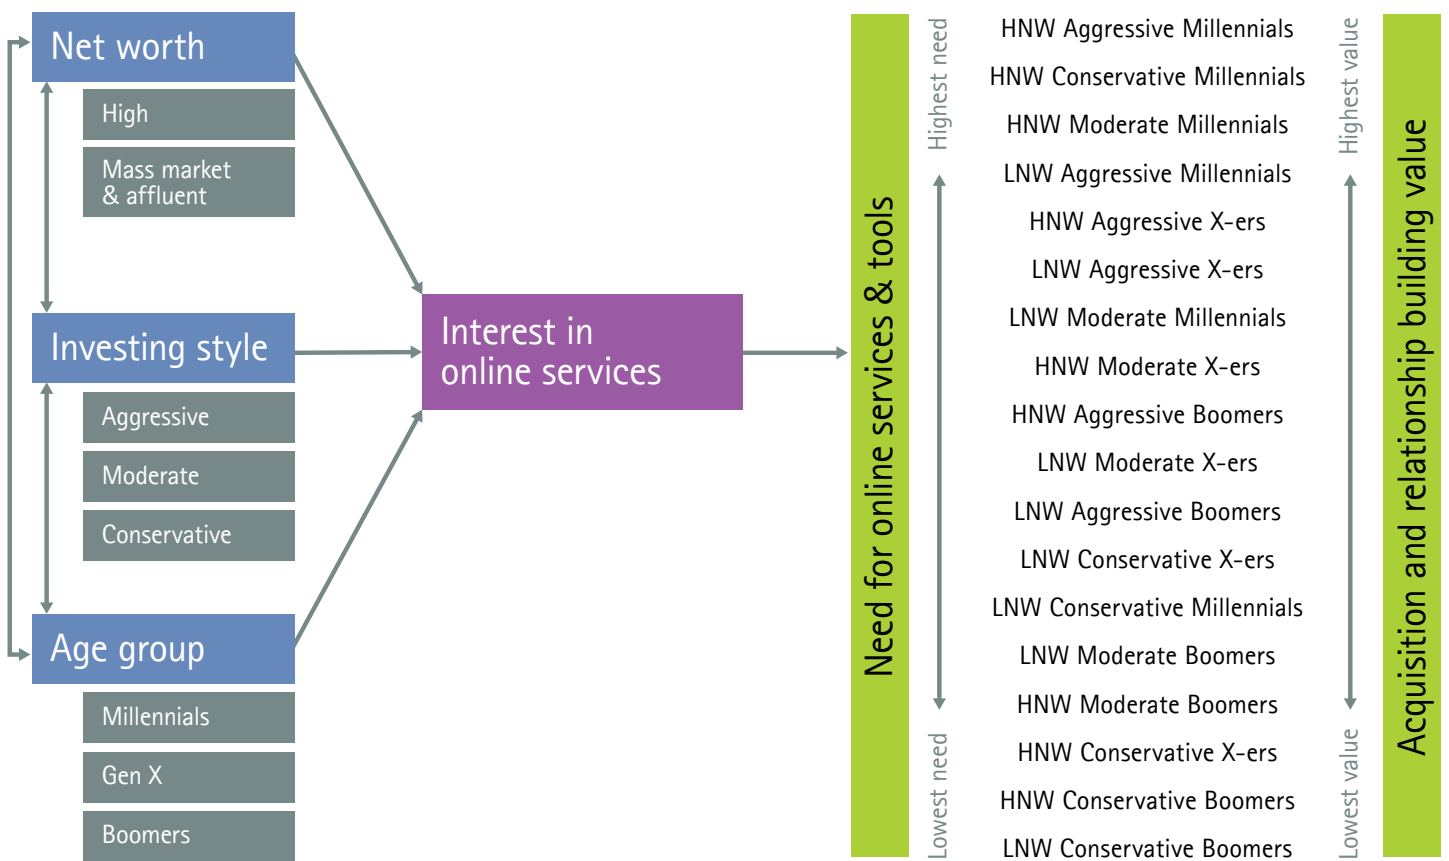 Net worth
High
Mass market
& affluent
Investing style
Aggressive
Moderate
Conservative
Age group
Millennials
Gen X
Boomers
Interest in
online services
Need for online services & tools
Highest need
Lowest need
HNW Aggressive Millennials
HNW Conservative Millennials
HNW Moderate Millennials
LNW Aggressive Millennials
HNW Aggressive X-ers
LNW Aggressive X-ers
LNW Moderate Millennials
HNW Moderate X-ers
HNW Aggressive Boomers
LNW Moderate X-ers
LNW Aggressive Boomers
LNW Conservative X-ers
LNW Conservative Millennials
LNW Moderate Boomers
HNW Moderate Boomers
HNW Conservative X-ers
HNW Conservative Boomers
LNW Conservative Boomers
Highest value
Lowest value
Acquisition and relationship building value